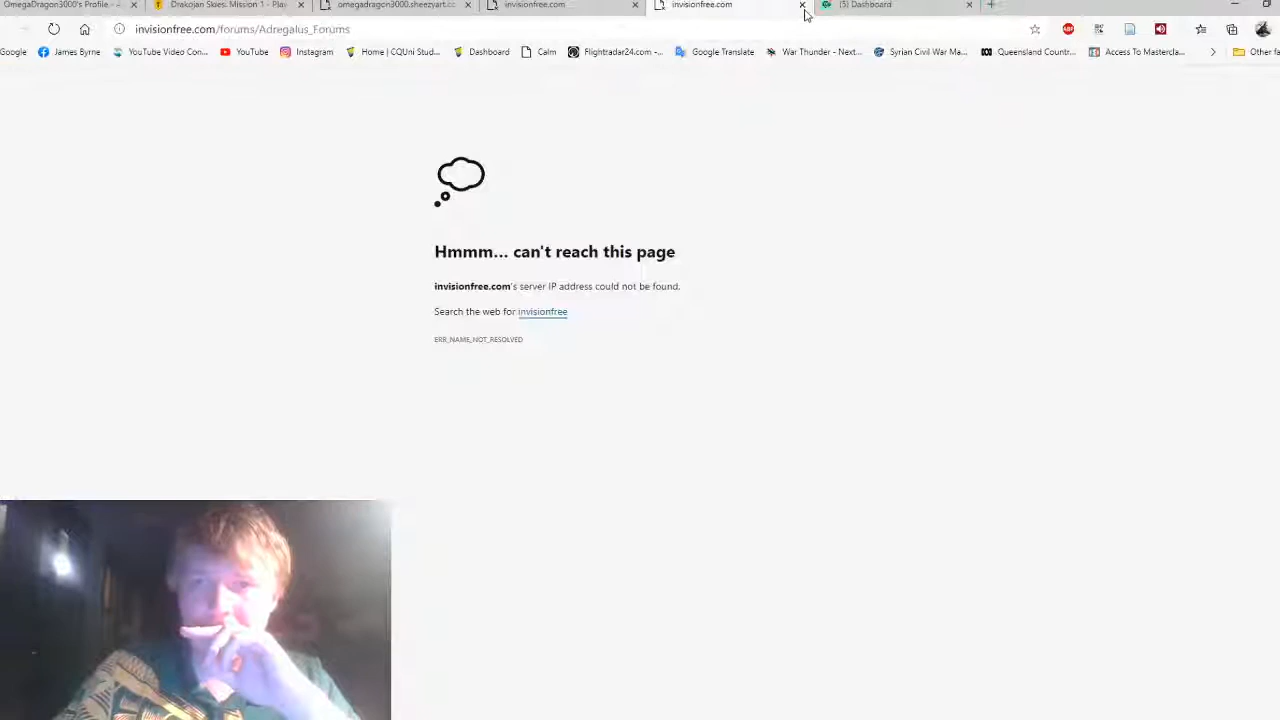 OmegaDragon3000's Profile - Drakojan Skies: Mission 1 - Play omegadragon3000.sheezyart.cc invisionfree.com invisionfree.com (5) Dashboard
invisionfree.com/forums/Adregalus_Forums
Google James Byrne YouTube Video Con... YouTube Instagram Home | CQUni Stud... Dashboard Calm Flightradar24.com -... Google Translate War Thunder - Next... Syrian Civil War Ma... Queensland Countr... Access To Mastercla... Other fa
Hmmm... can't reach this page
invisionfree.com's server IP address could not be found.
Search the web for invisionfree
ERR_NAME_NOT_RESOLVED